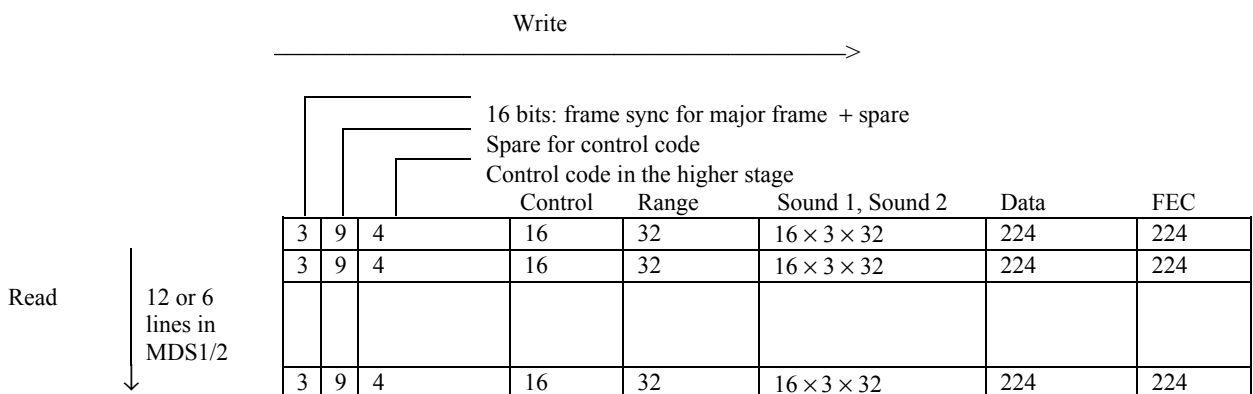 Write
16 bits: frame sync for major frame + spare
Spare for control code
Control code in the higher stage
Control Range Sound 1, Sound 2 Data FEC
3 9 4 16 32 16 × 3 × 32 224 224
3 9 4 16 32 16 × 3 × 32 224 224
Read 12 or 6
lines in
MDS1/2
3 9 4 16 32 16 × 3 × 32 224 224